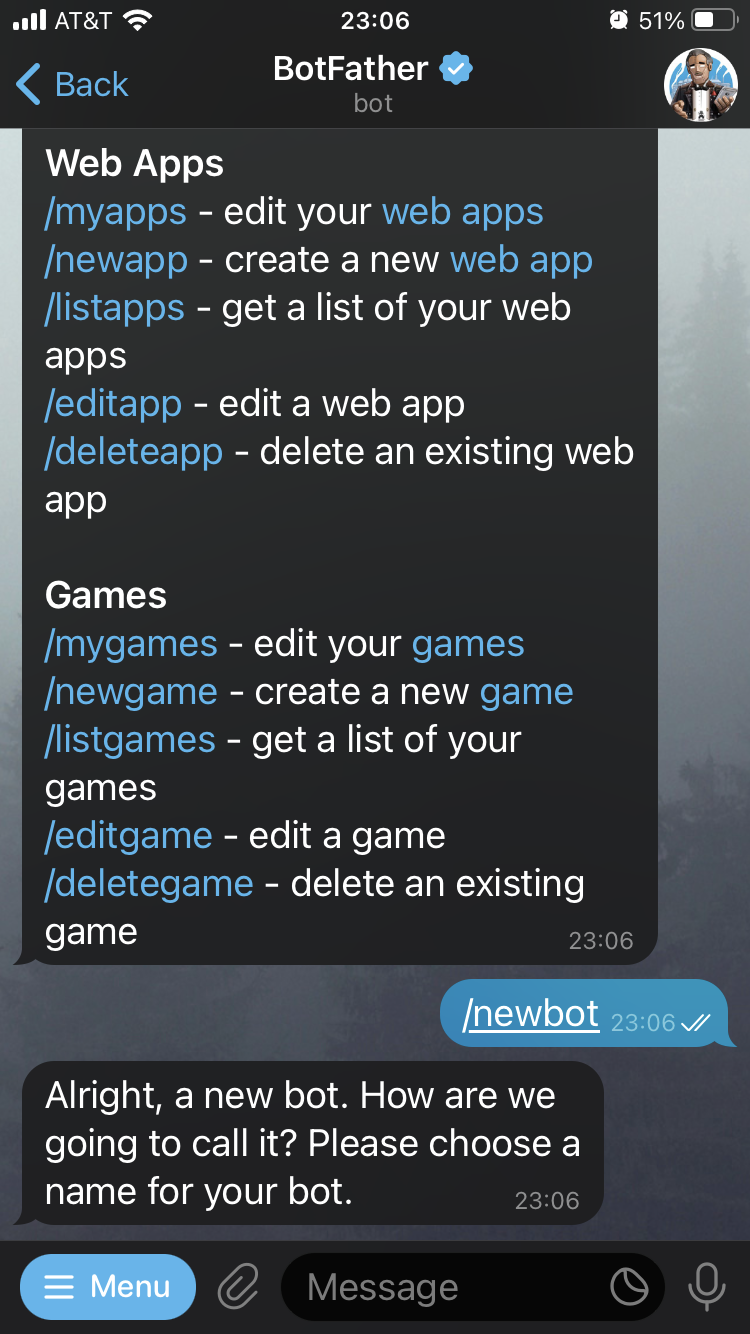 AT&T 23:06 51%
Back BotFather
bot
Web Apps
/myapps - edit your web apps
/newapp - create a new web app
/listapps - get a list of your web
apps
/editapp - edit a web app
/deleteapp - delete an existing web
app
Games
/mygames - edit your games
/newgame - create a new game
/listgames - get a list of your
games
/editgame - edit a game
/deletegame - delete an existing
game 23:06
/newbot 23:06
Alright, a new bot. How are we
going to call it? Please choose a
name for your bot. 23:06
Menu Message